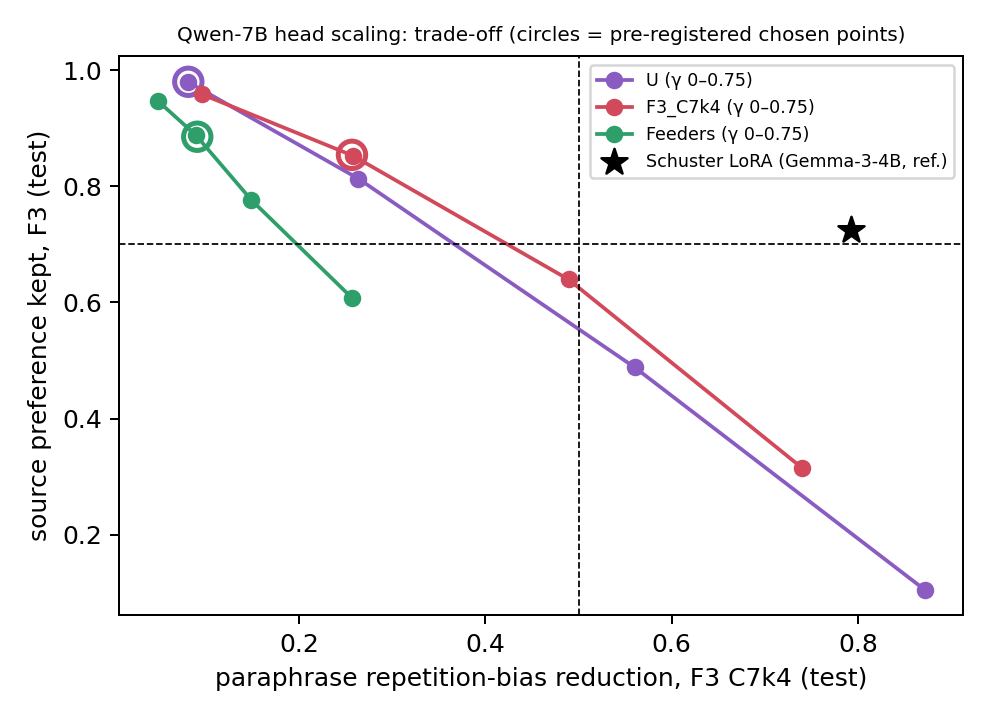 Qwen-7B head scaling: trade-off (circles = pre-registered chosen points)
U (γ 0–0.75)
F3_C7k4 (γ 0–0.75)
Feeders (γ 0–0.75)
Schuster LoRA (Gemma-3-4B, ref.)
source preference kept, F3 (test)
1.0
0.8
0.6
0.4
0.2
0.2 0.4 0.6 0.8
paraphrase repetition-bias reduction, F3 C7k4 (test)